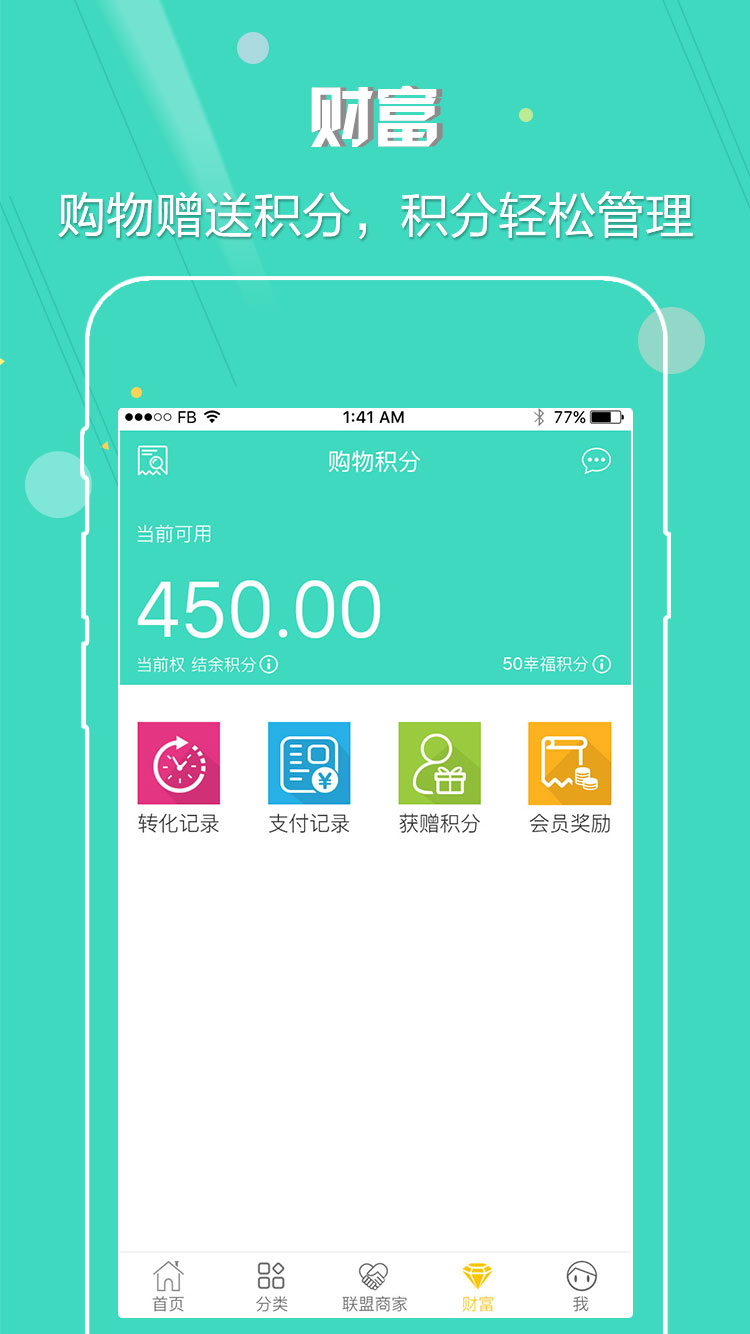 财富
购物赠送积分，积分轻松管理
FB 1:41 AM 77%
购物积分
当前可用
450.00
当前权 结余积分 50幸福积分
转化记录 支付记录 获赠积分 会员奖励
首页 分类 联盟商家 财富 我